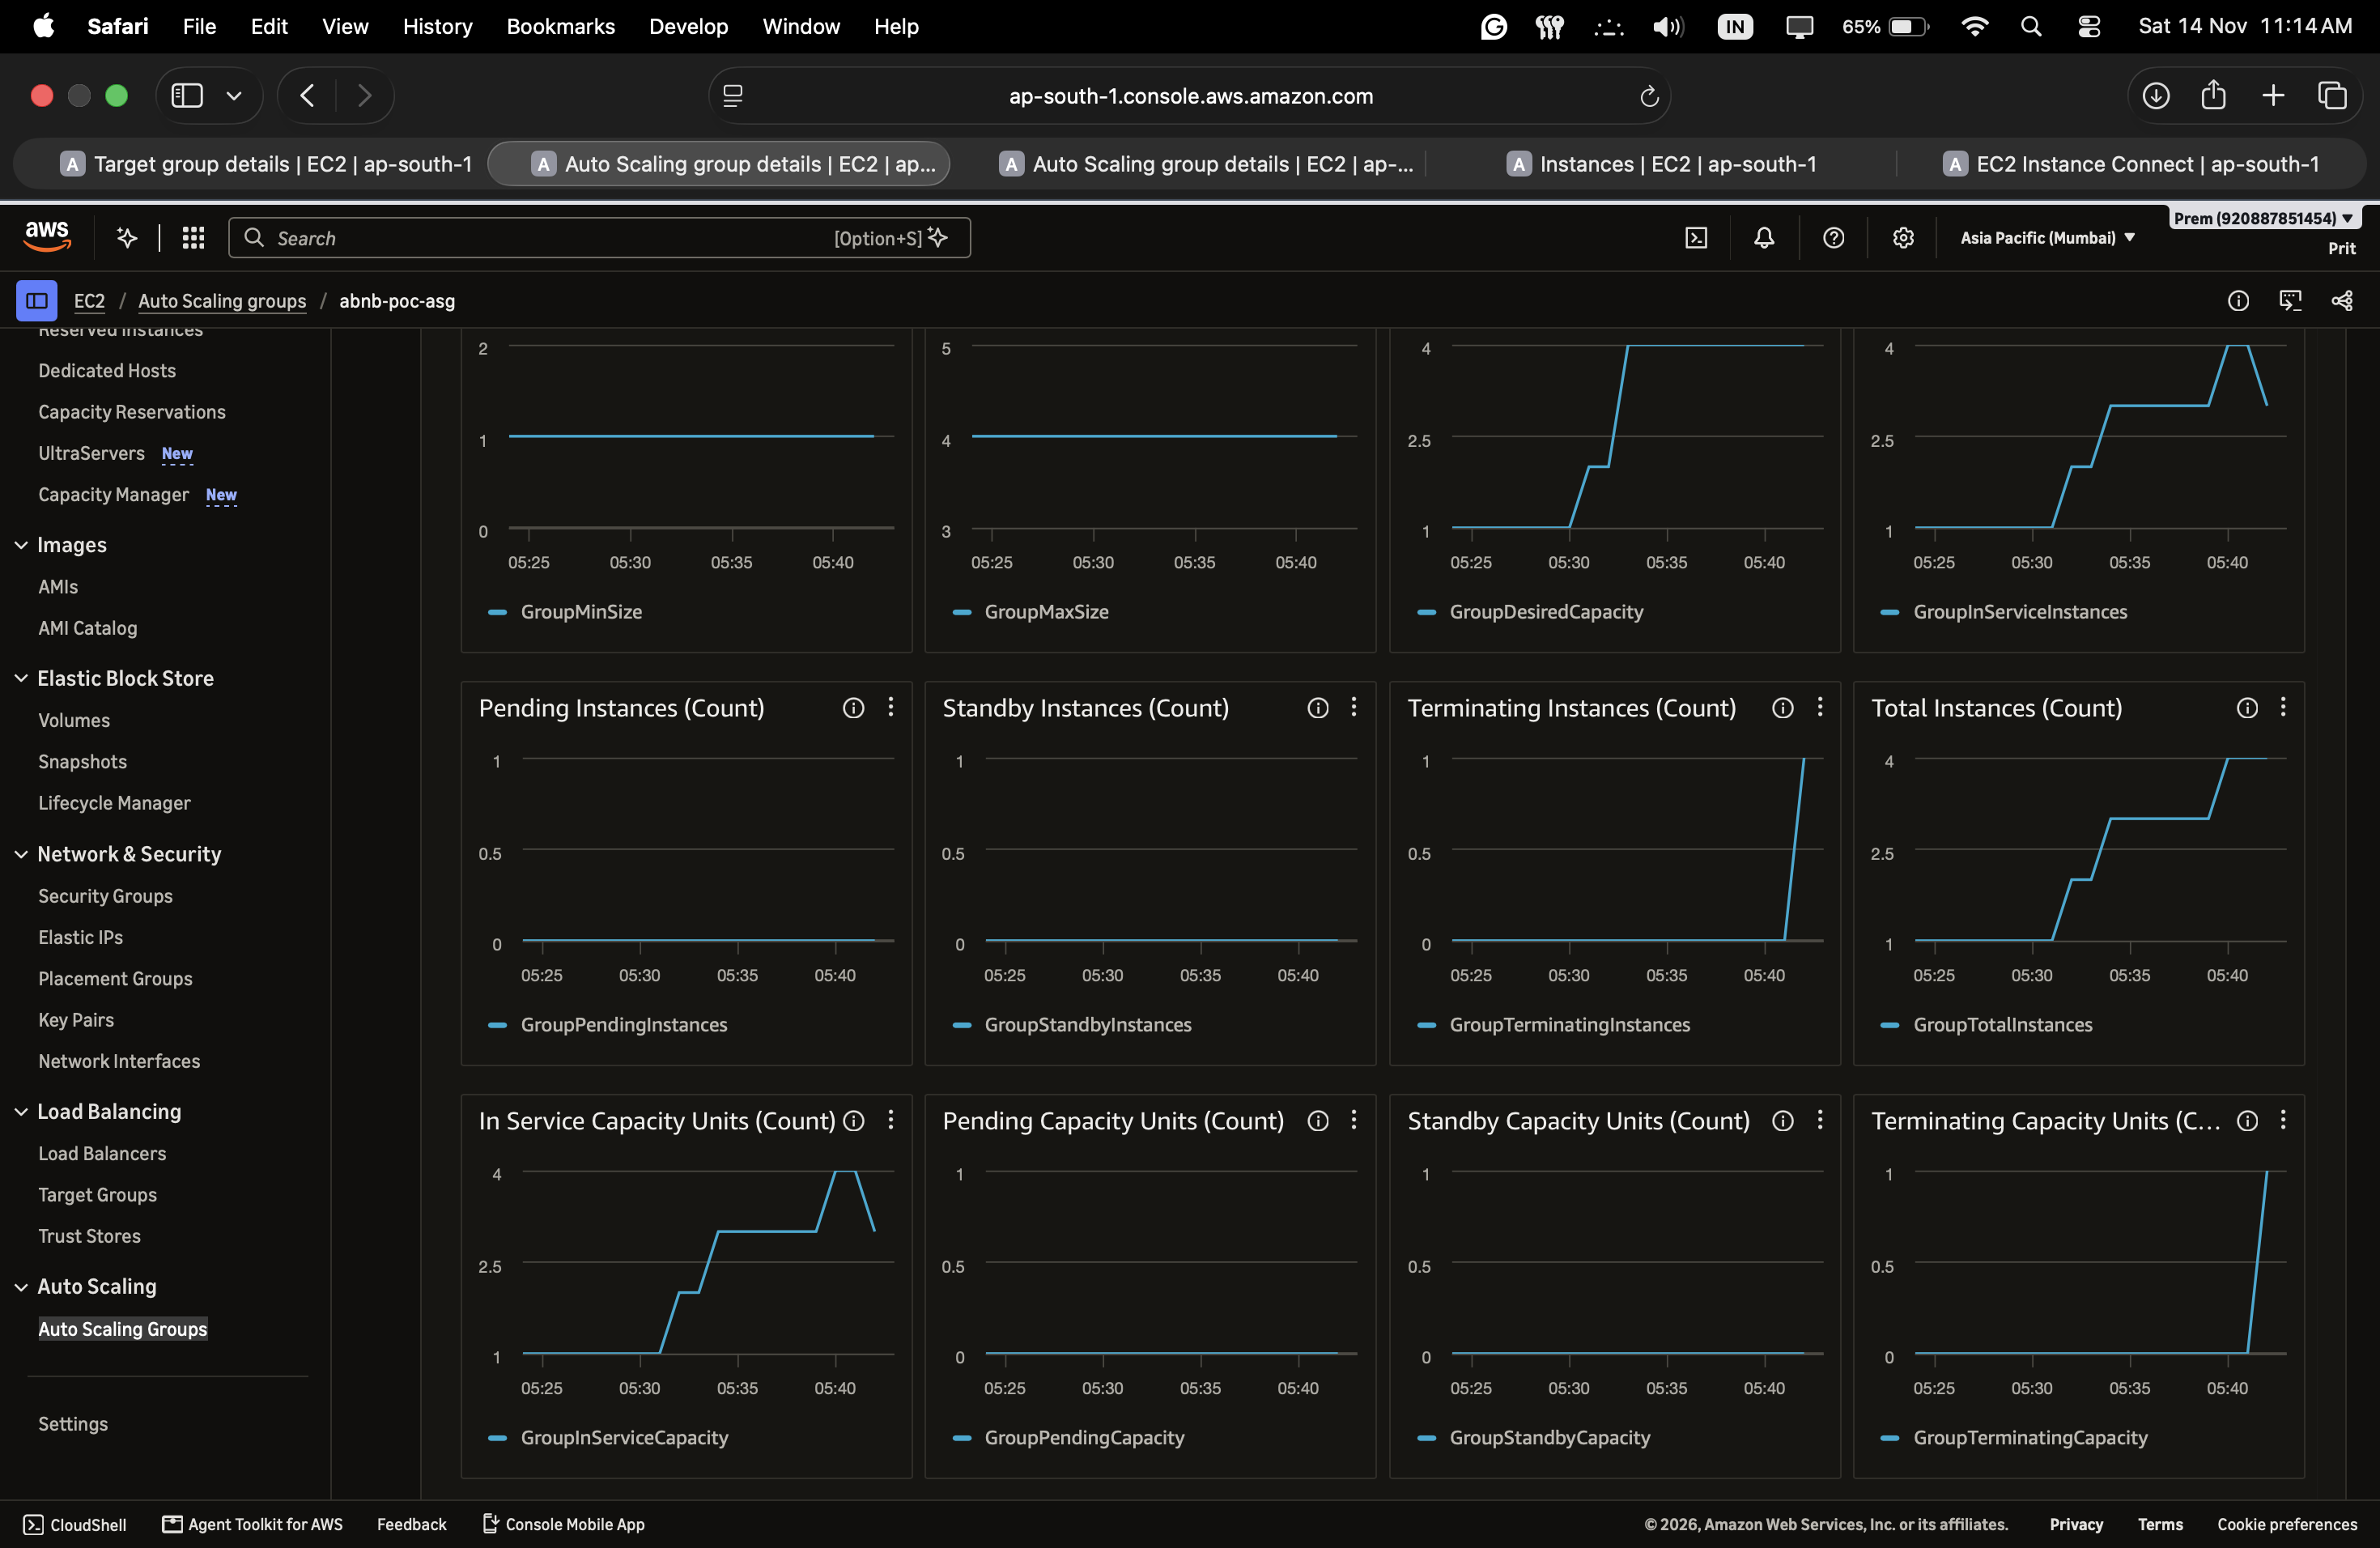 Safari File Edit View History Bookmarks Develop Window Help IN 65% Sat 14 Nov 11:14 AM
ap-south-1.console.aws.amazon.com
A Target group details | EC2 | ap-south-1 A Auto Scaling group details | EC2 | ap... A Auto Scaling group details | EC2 | ap-... A Instances | EC2 | ap-south-1 A EC2 Instance Connect | ap-south-1
aws Search [Option+S] Asia Pacific (Mumbai) ▼ Prem (920887851454) ▼
Prit
EC2 / Auto Scaling groups / abnb-poc-asg
Reserved Instances
Dedicated Hosts
Capacity Reservations
UltraServers New
Capacity Manager New
Images
AMIs
AMI Catalog
Elastic Block Store
Volumes
Snapshots
Lifecycle Manager
Network & Security
Security Groups
Elastic IPs
Placement Groups
Key Pairs
Network Interfaces
Load Balancing
Load Balancers
Target Groups
Trust Stores
Auto Scaling
Auto Scaling Groups
Settings
2
1
0
05:25 05:30 05:35 05:40
GroupMinSize
5
4
3
05:25 05:30 05:35 05:40
GroupMaxSize
4
2.5
1
05:25 05:30 05:35 05:40
GroupDesiredCapacity
4
2.5
1
05:25 05:30 05:35 05:40
GroupInServiceInstances
Pending Instances (Count)
1
0.5
0
05:25 05:30 05:35 05:40
GroupPendingInstances
Standby Instances (Count)
1
0.5
0
05:25 05:30 05:35 05:40
GroupStandbyInstances
Terminating Instances (Count)
1
0.5
0
05:25 05:30 05:35 05:40
GroupTerminatingInstances
Total Instances (Count)
4
2.5
1
05:25 05:30 05:35 05:40
GroupTotalInstances
In Service Capacity Units (Count)
4
2.5
1
05:25 05:30 05:35 05:40
GroupInServiceCapacity
Pending Capacity Units (Count)
1
0.5
0
05:25 05:30 05:35 05:40
GroupPendingCapacity
Standby Capacity Units (Count)
1
0.5
0
05:25 05:30 05:35 05:40
GroupStandbyCapacity
Terminating Capacity Units (C...
1
0.5
0
05:25 05:30 05:35 05:40
GroupTerminatingCapacity
CloudShell Agent Toolkit for AWS Feedback Console Mobile App © 2026, Amazon Web Services, Inc. or its affiliates. Privacy Terms Cookie preferences